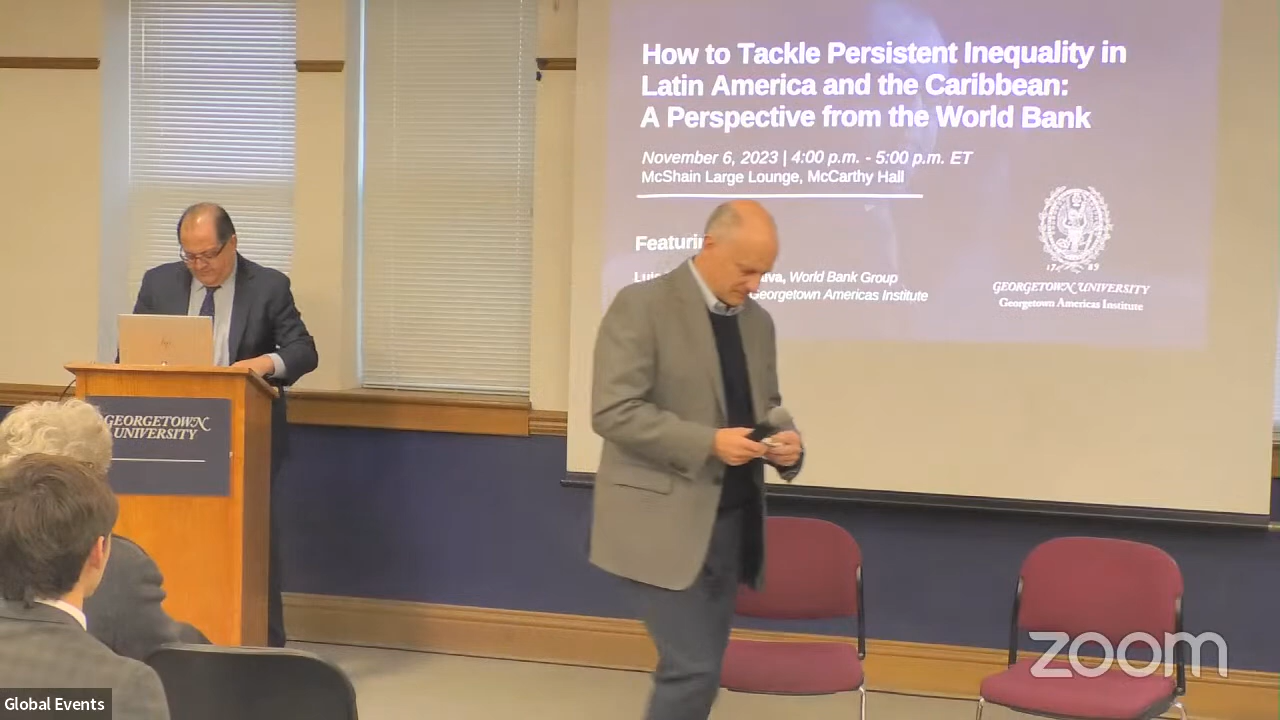 How to Tackle Persistent Inequality in
Latin America and the Caribbean:
A Perspective from the World Bank
November 6, 2023 | 4:00 p.m. - 5:00 p.m. ET
McShain Large Lounge, McCarthy Hall
World Bank Group
Georgetown Americas Institute
1789
GEORGETOWN UNIVERSITY
Georgetown Americas Institute
GEORGETOWN
UNIVERSITY
zoom
Global Events